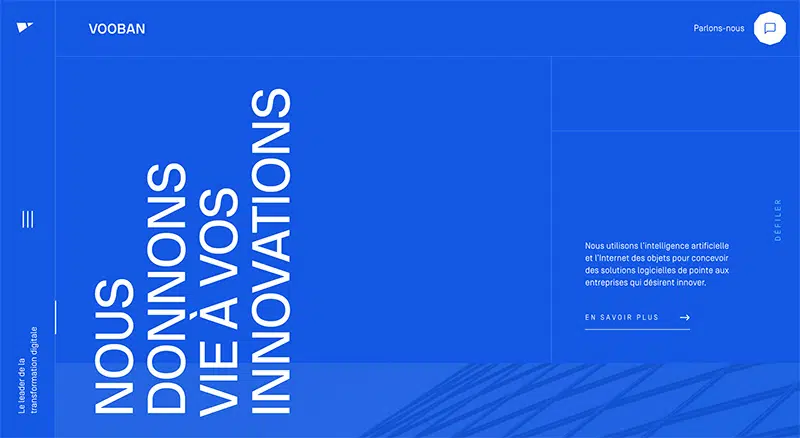 VOOBAN
Parlons-nous
NOUS
DONNONS
VIE À VOS
INNOVATIONS
Nous utilisons l'intelligence artificielle
et l'Internet des objets pour concevoir
des solutions logicielles de pointe aux
entreprises qui désirent innover.
EN SAVOIR PLUS
DÉFILER
Le leader de la
transformation digitale